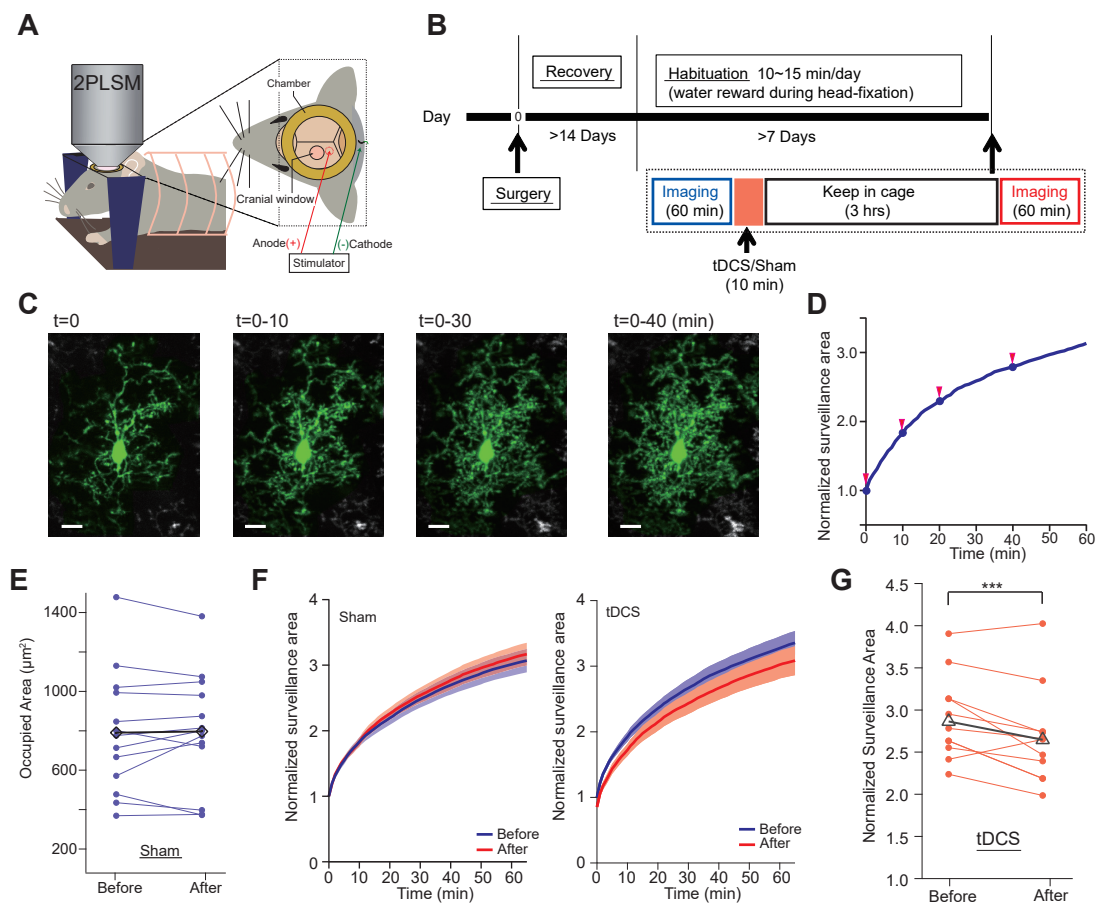 A
2PLSM
Chamber
Cranial window
Anode(+)
(-)Cathode
Stimulator
B
Recovery
Habituation 10~15 min/day
(water reward during head-fixation)
Day
0
>14 Days
>7 Days
Surgery
Imaging
(60 min)
Keep in cage
(3 hrs)
Imaging
(60 min)
tDCS/Sham
(10 min)
C
t=0
t=0-10
t=0-30
t=0-40 (min)
D
Normalized surveillance area
3.0
2.0
1.0
0
10
20
30
40
50
60
Time (min)
E
Occupied Area (µm²)
1400
1000
600
200
Sham
Before
After
F
Normalized surveillance area
4
3
2
1
0
Sham
Before
After
0
10
20
30
40
50
60
Time (min)
Normalized surveillance area
4
3
2
1
0
tDCS
Before
After
0
10
20
30
40
50
60
Time (min)
G
Normalized Surveillance Area
4.5
4.0
3.5
3.0
2.5
2.0
1.5
1.0
***
tDCS
Before
After